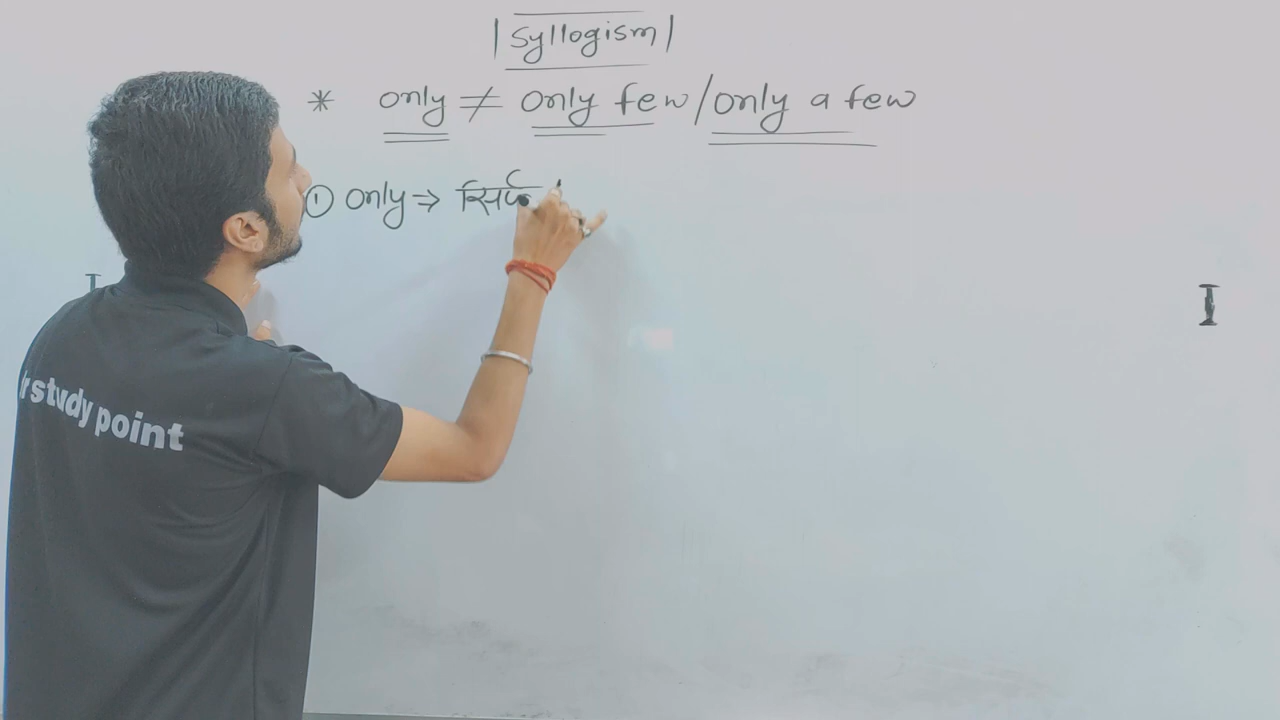 |Syllogism|
* only ≠ only few/only a few
① only ⇒ सिर्फ
study point